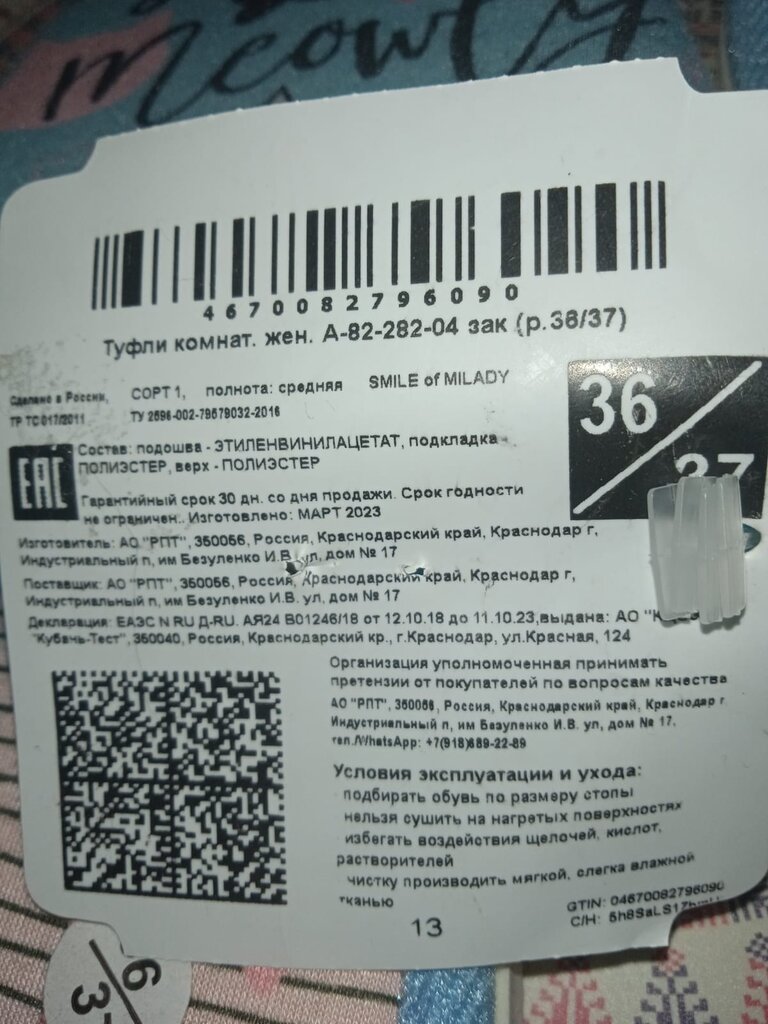 meowly
4670082796090
Туфли комнат. жен. А-82-282-04 зак (р.36/37)
Сделано в России, СОРТ 1, полнота: средняя SMILE of MILADY
ТР ТС 017/2011 ТУ 2596-002-79579032-2016
36
37
EAC
Состав: подошва - ЭТИЛЕНВИНИЛАЦЕТАТ, подкладка -
ПОЛИЭСТЕР, верх - ПОЛИЭСТЕР
Гарантийный срок 30 дн. со дня продажи. Срок годности
не ограничен.. Изготовлено: МАРТ 2023
Изготовитель: АО "РПТ", 350056, Россия, Краснодарский край, Краснодар г,
Индустриальный п, им Безуленко И.В. ул, дом № 17
Поставщик: АО "РПТ", 350056, Россия, Краснодарский край, Краснодар г,
Индустриальный п, им Безуленко И.В. ул, дом № 17
Декларация: ЕАЭС N RU Д-RU. АЯ24 В01246/18 от 12.10.18 до 11.10.23,выдана: АО
"Кубань-Тест", 350040, Россия, Краснодарский кр., г.Краснодар, ул.Красная, 124
Организация уполномоченная принимать
претензии от покупателей по вопросам качества
АО "РПТ", 350056, Россия, Краснодарский край, Краснодар г
Индустриальный п, им Безуленко И.В. ул, дом № 17.
тел./WhatsApp: +7(918)689-22-89
Условия эксплуатации и ухода:
подбирать обувь по размеру стопы
нельзя сушить на нагретых поверхностях
избегать воздействия щелочей, кислот,
растворителей
чистку производить мягкой, слегка влажной
тканью
GTIN: 04670082796090
С/Н:
13